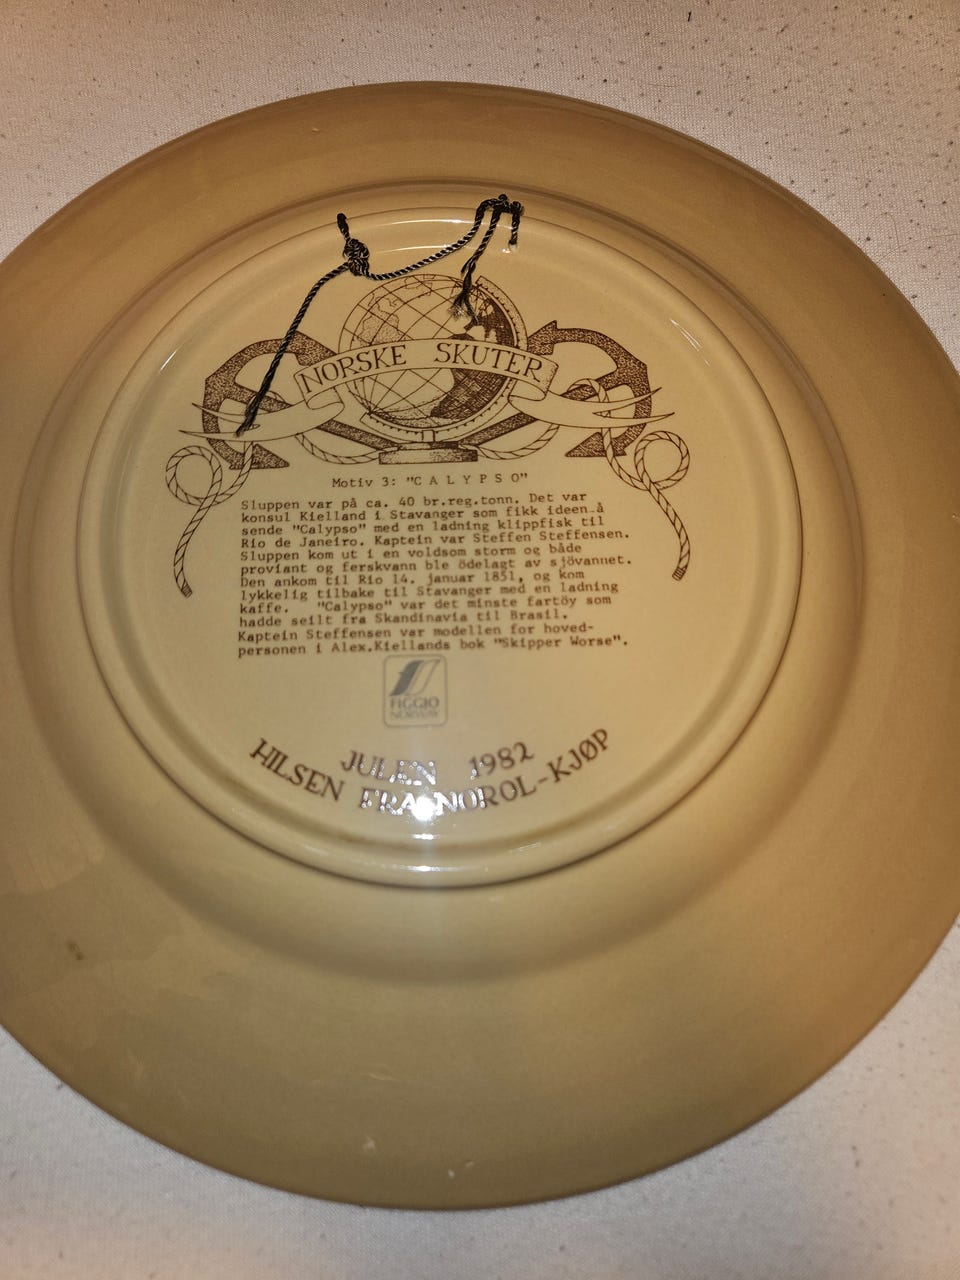 NORSKE SKUTER
Motiv 3: "C A L Y P S O"
Sluppen var på ca. 40 br.reg.tonn. Det var
konsul Kielland i Stavanger som fikk ideen å
sende "Calypso" med en ladning klippfisk til
Rio de Janeiro. Kaptein var Steffen Steffensen.
Sluppen kom ut i en voldsom storm og både
proviant og ferskvann ble ödelagt av sjövannet.
Den ankom til Rio 14. januar 1851, og kom
lykkelig tilbake til Stavanger med en ladning
kaffe. "Calypso" var det minste fartöy som
hadde seilt fra Skandinavia til Brasil.
Kaptein Steffensen var modellen for hoved-
personen i Alex.Kiellands bok "Skipper Worse".
FIGGJO
NORWAY
JULEN 1982
HILSEN FRA NOROL-KJØP